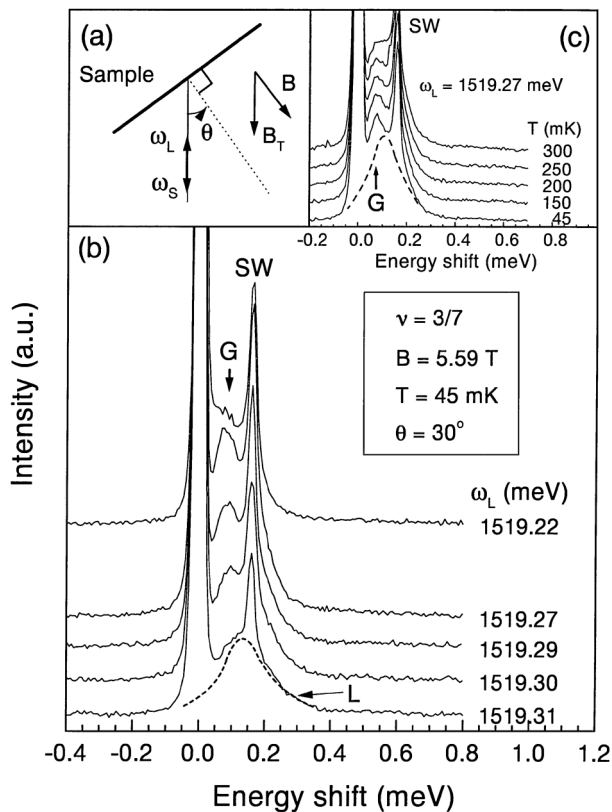 (a)
Sample
B
B_T
θ
ω_L
ω_S
(c)
SW
ω_L = 1519.27 meV
T (mK)
300
250
200
150
45
G
-0.2 0.0 0.2 0.4 0.6 0.8
Energy shift (meV)
(b)
SW
G
ν = 3/7
B = 5.59 T
T = 45 mK
θ = 30°
ω_L (meV)
1519.22
1519.27
1519.29
1519.30
1519.31
L
Intensity (a.u.)
-0.4 -0.2 0.0 0.2 0.4 0.6 0.8 1.0 1.2
Energy shift (meV)